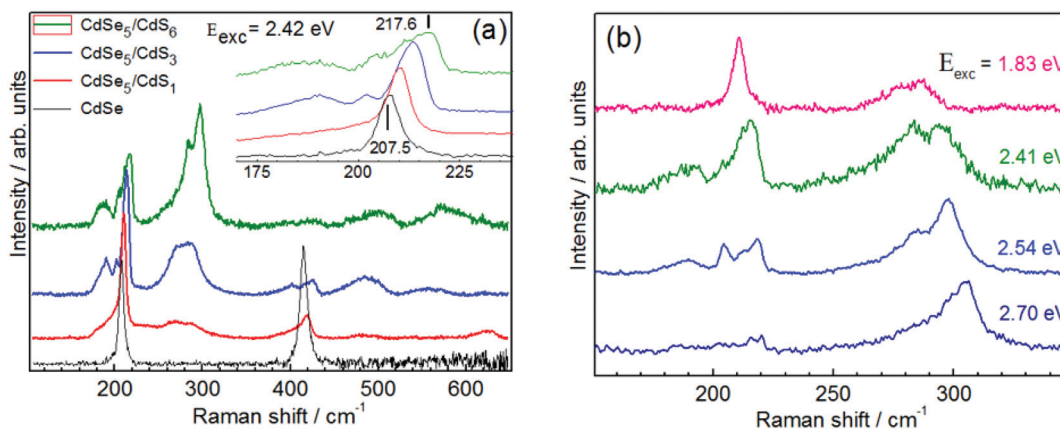 CdSe₅/CdS₆
CdSe₅/CdS₃
CdSe₅/CdS₁
CdSe
E_exc = 2.42 eV
217.6
(a)
207.5
175 200 225
Intensity / arb. units
200 300 400 500 600
Raman shift / cm⁻¹
(b)
E_exc = 1.83 eV
2.41 eV
2.54 eV
2.70 eV
Intensity / arb. units
200 250 300
Raman shift / cm⁻¹